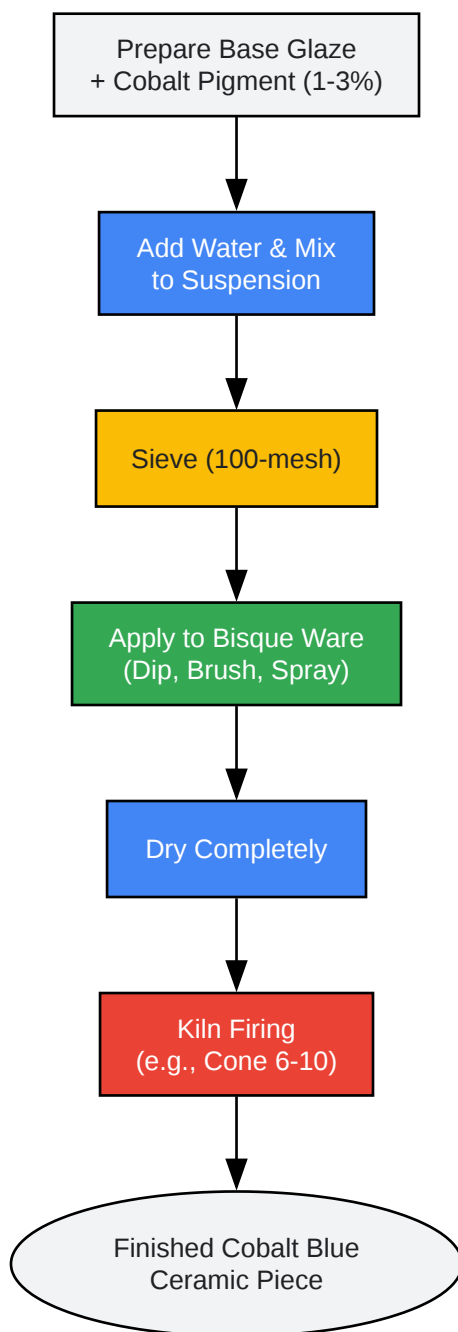 Prepare Base Glaze
+ Cobalt Pigment (1-3%)
Add Water & Mix
to Suspension
Sieve (100-mesh)
Apply to Bisque Ware
(Dip, Brush, Spray)
Dry Completely
Kiln Firing
(e.g., Cone 6-10)
Finished Cobalt Blue
Ceramic Piece